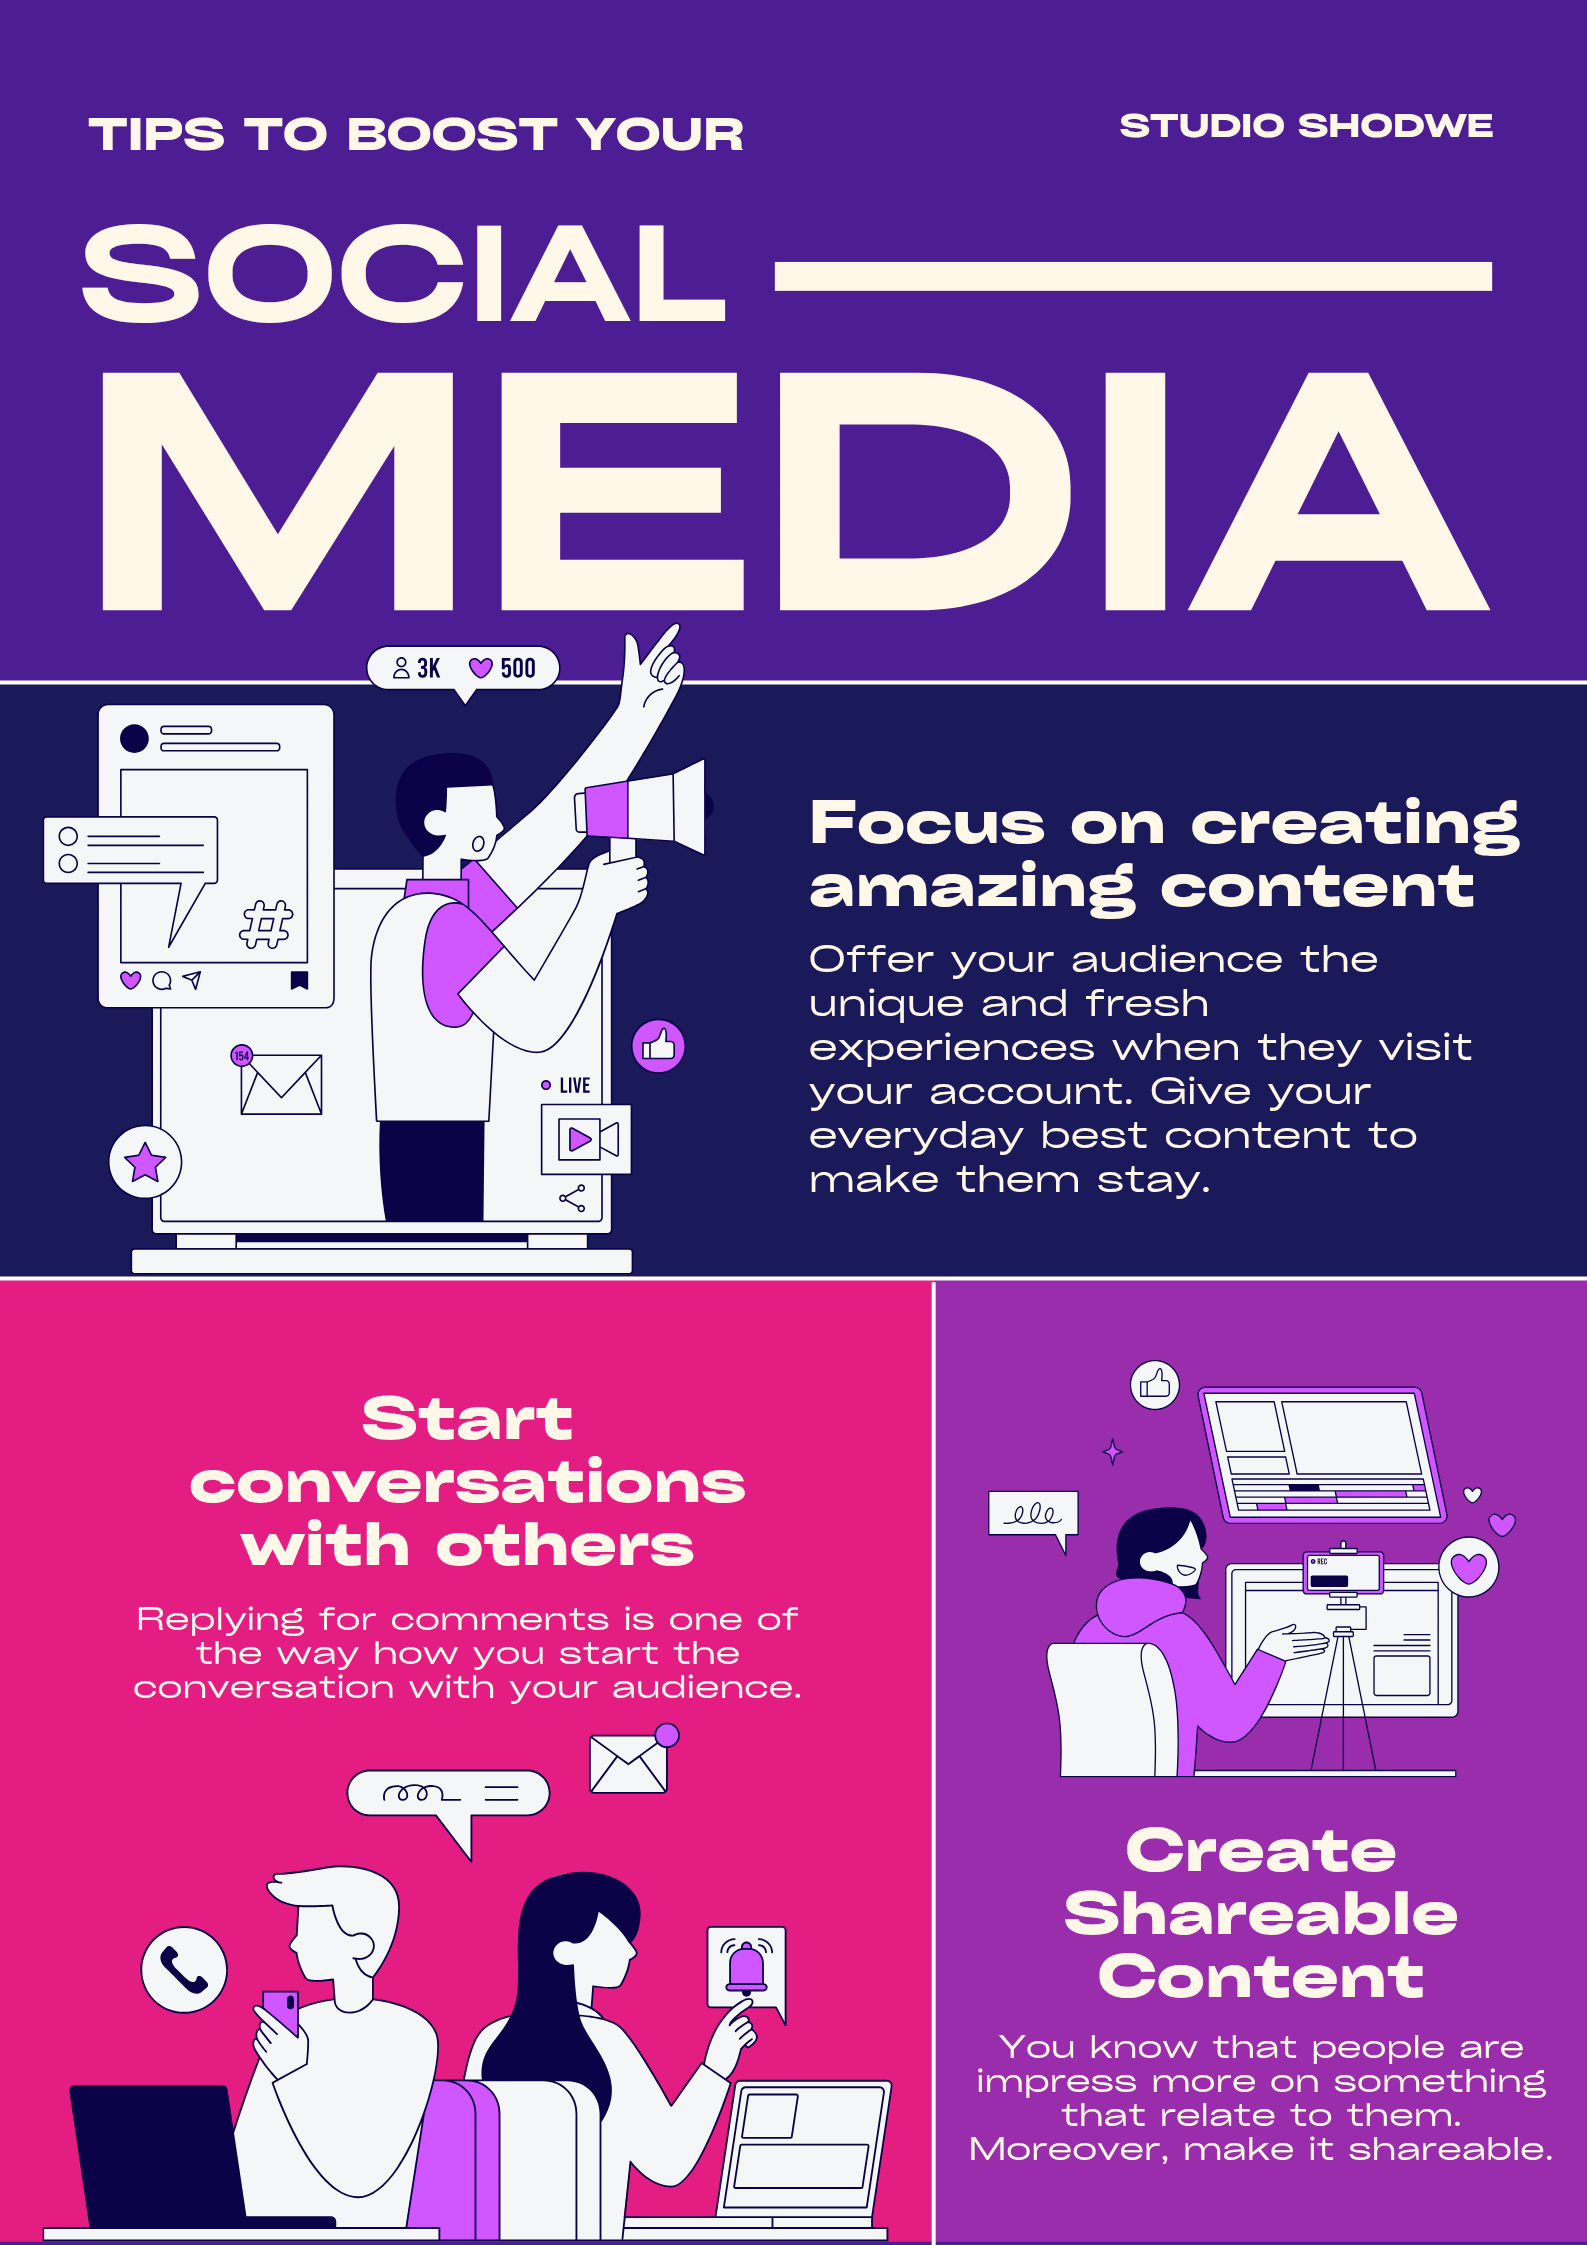 TIPS TO BOOST YOUR
STUDIO SHODWE
SOCIAL
MEDIA
3K 500
154
LIVE
Focus on creating
amazing content
Offer your audience the
unique and fresh
experiences when they visit
your account. Give your
everyday best content to
make them stay.
Start
conversations
with others
Replying for comments is one of
the way how you start the
conversation with your audience.
REC
Create
Shareable
Content
You know that people are
impress more on something
that relate to them.
Moreover, make it shareable.